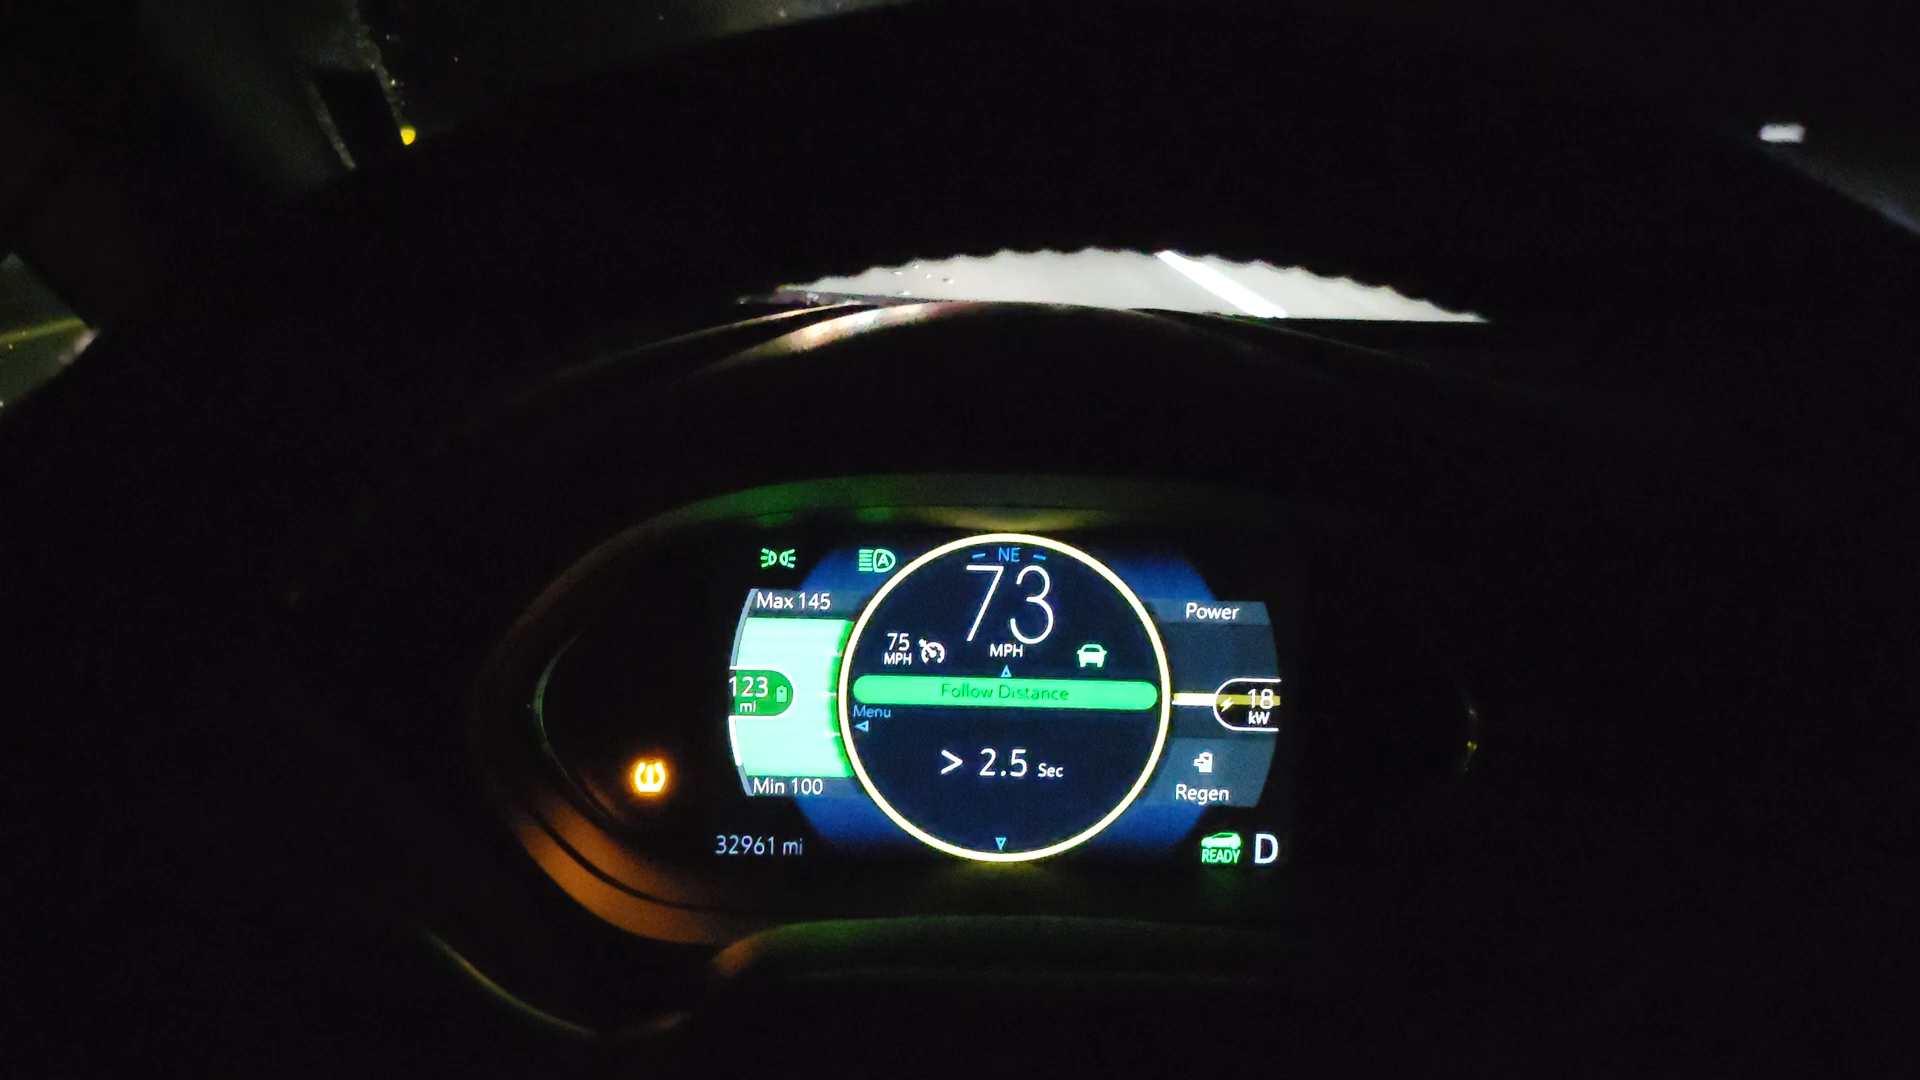 NE
73
MPH
75
MPH
Max 145
123
mi
Min 100
32961 mi
Follow Distance
Menu
> 2.5 Sec
Power
18
kW
Regen
READY
D
A